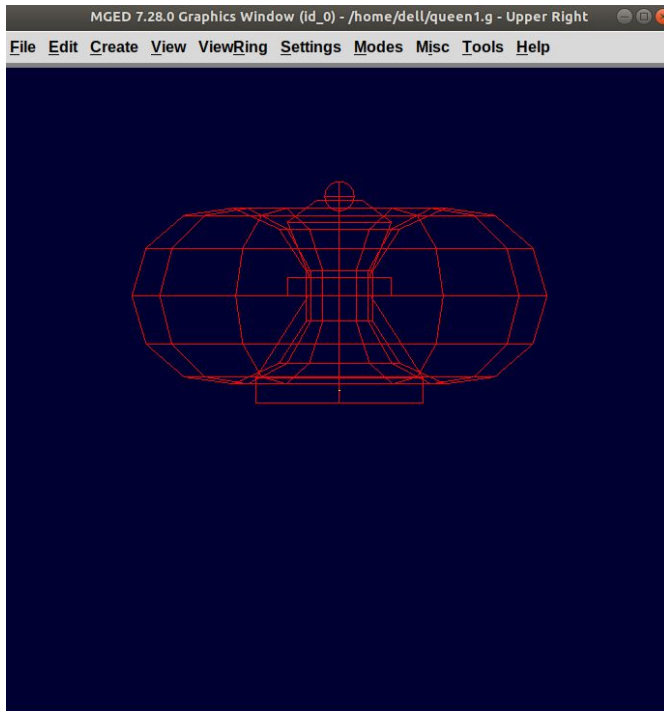 MGED 7.28.0 Graphics Window (id_0) - /home/dell/queen1.g - Upper Right
File Edit Create View ViewRing Settings Modes Misc Tools Help